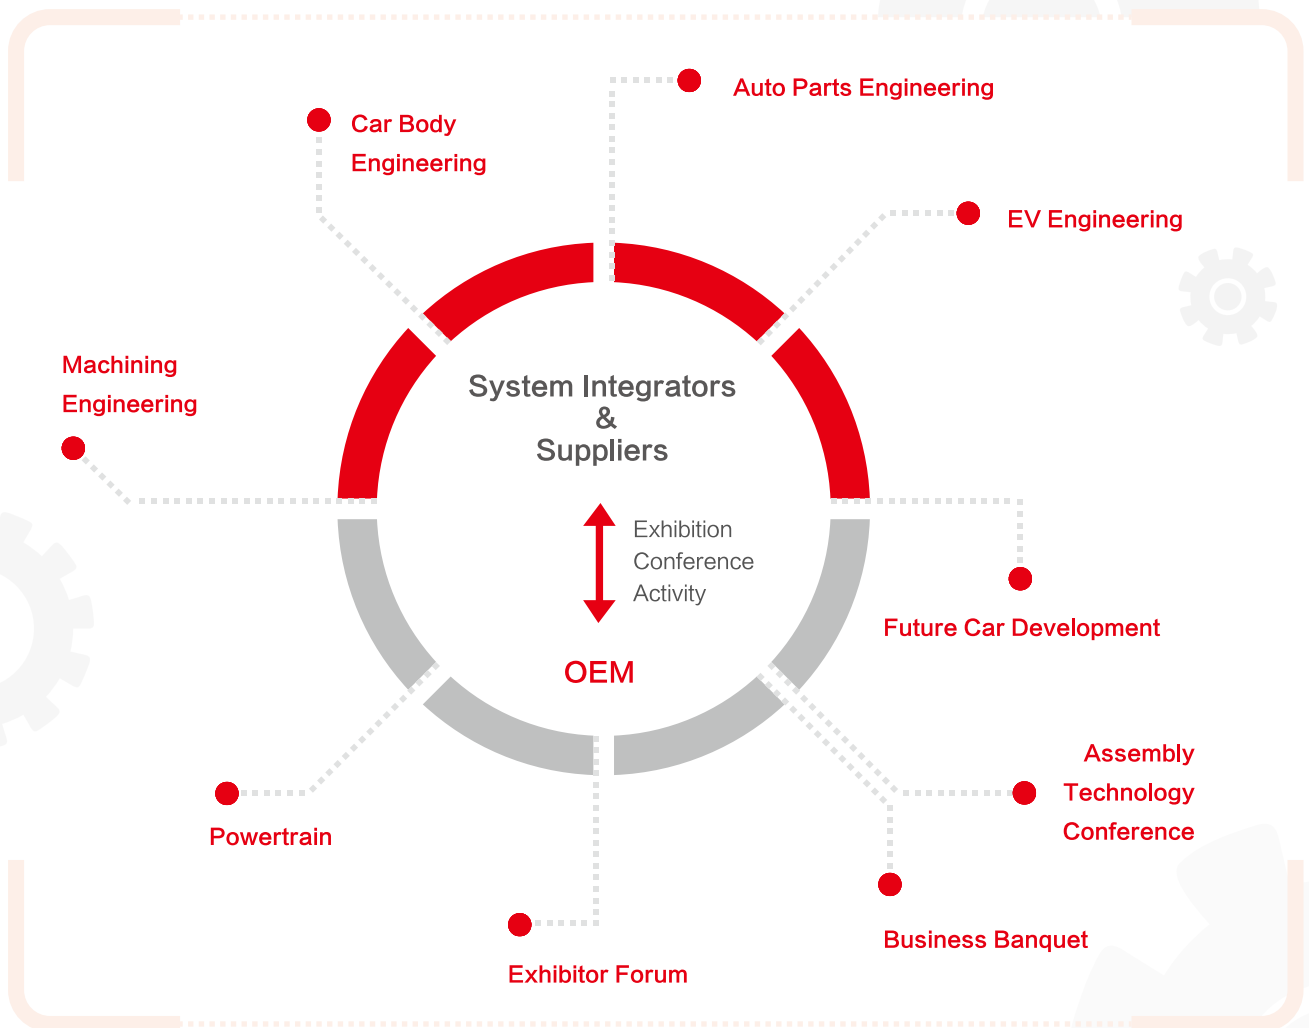 Auto Parts Engineering
Car Body
Engineering
EV Engineering
Machining
Engineering
System Integrators
&
Suppliers
Exhibition
Conference
Activity
OEM
Future Car Development
Assembly
Technology
Conference
Powertrain
Business Banquet
Exhibitor Forum